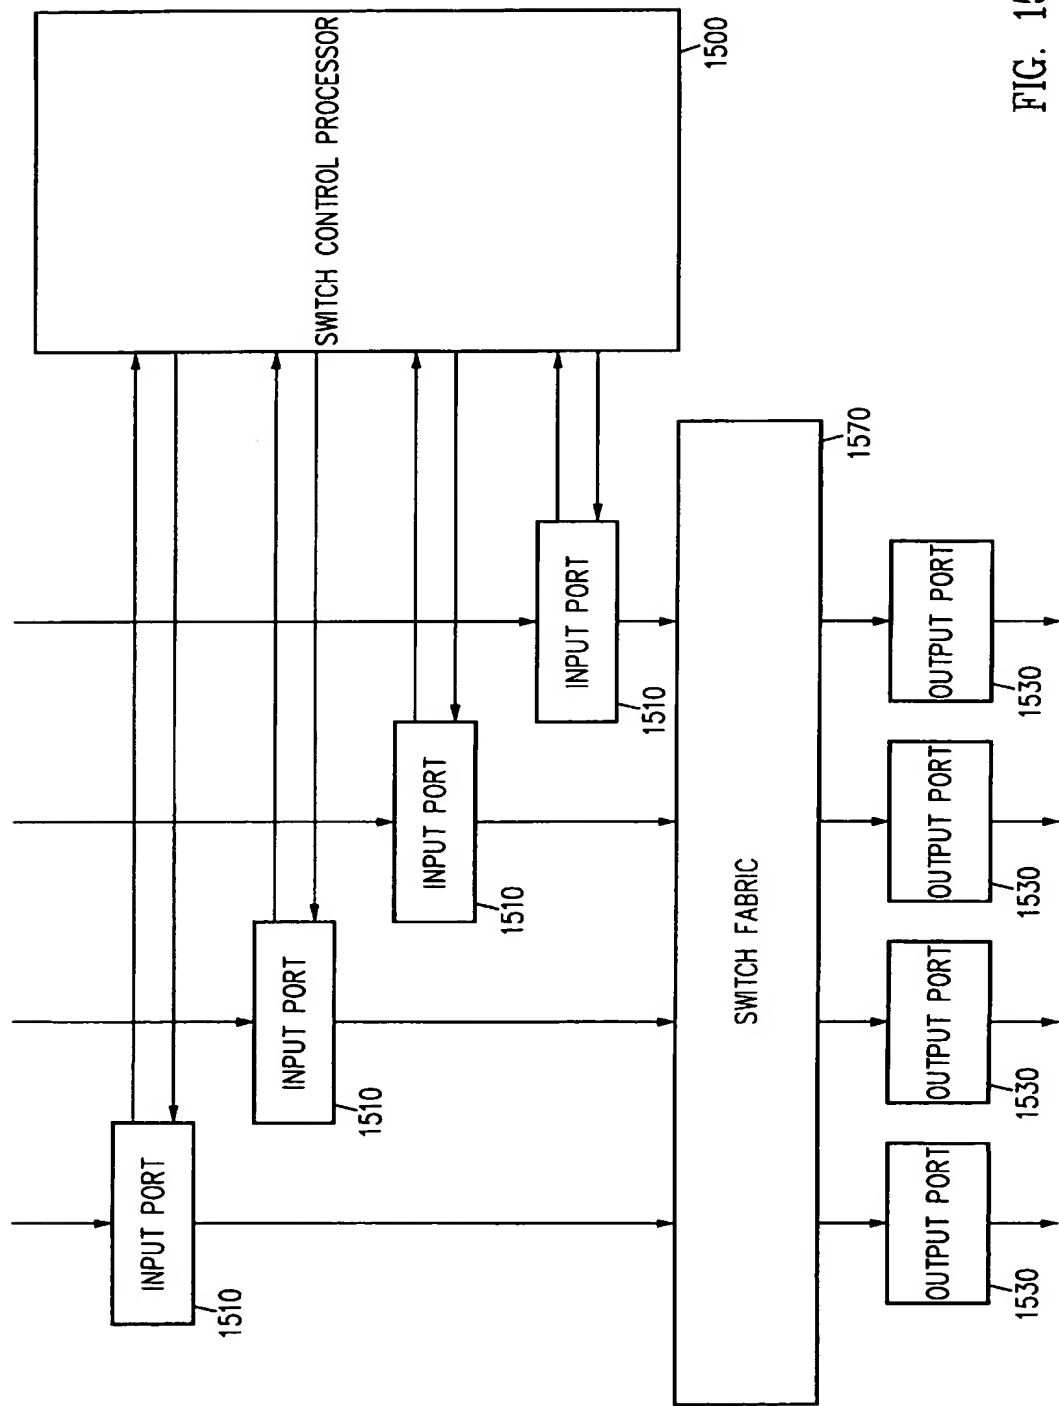 INPUT PORT
1510
INPUT PORT
SWITCH CONTROL PROCESSOR
1510
INPUT PORT
1510
INPUT PORT
1510
1500
SWITCH FABRIC
1570
OUTPUT PORT
OUTPUT PORT
OUTPUT PORT
OUTPUT PORT
1530
1530
1530
1530
FIG. 15